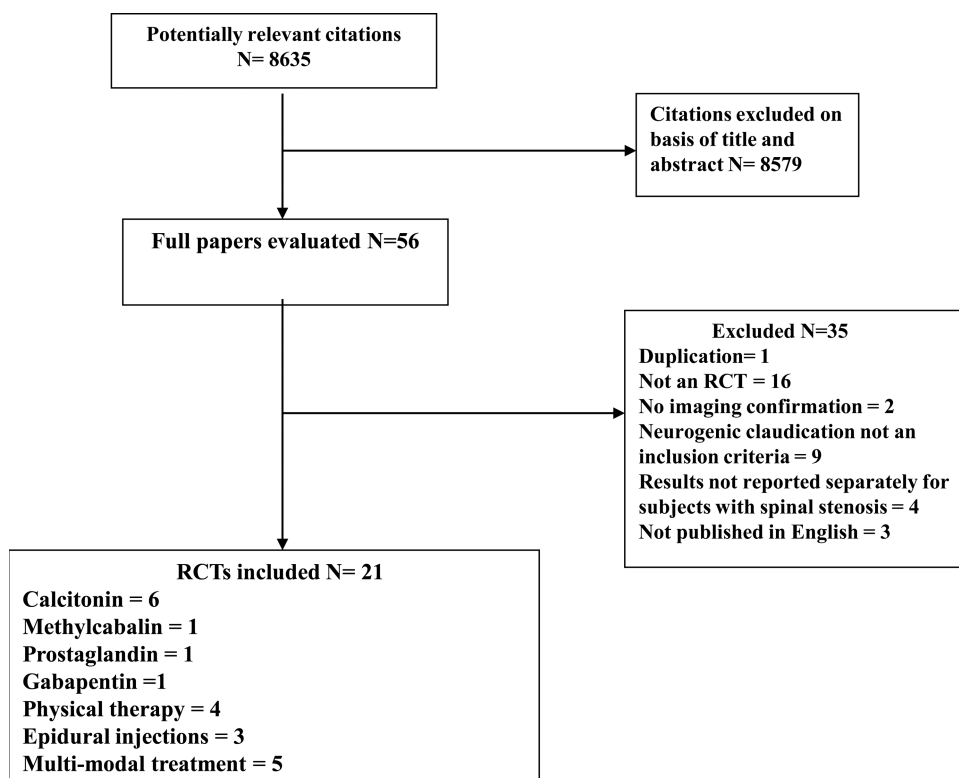 Potentially relevant citations
N= 8635
Citations excluded on
basis of title and
abstract N= 8579
Full papers evaluated N=56
Excluded N=35
Duplication= 1
Not an RCT = 16
No imaging confirmation = 2
Neurogenic claudication not an
inclusion criteria = 9
Results not reported separately for
subjects with spinal stenosis = 4
Not published in English = 3
RCTs included N= 21
Calcitonin = 6
Methylcabalin = 1
Prostaglandin = 1
Gabapentin =1
Physical therapy = 4
Epidural injections = 3
Multi-modal treatment = 5